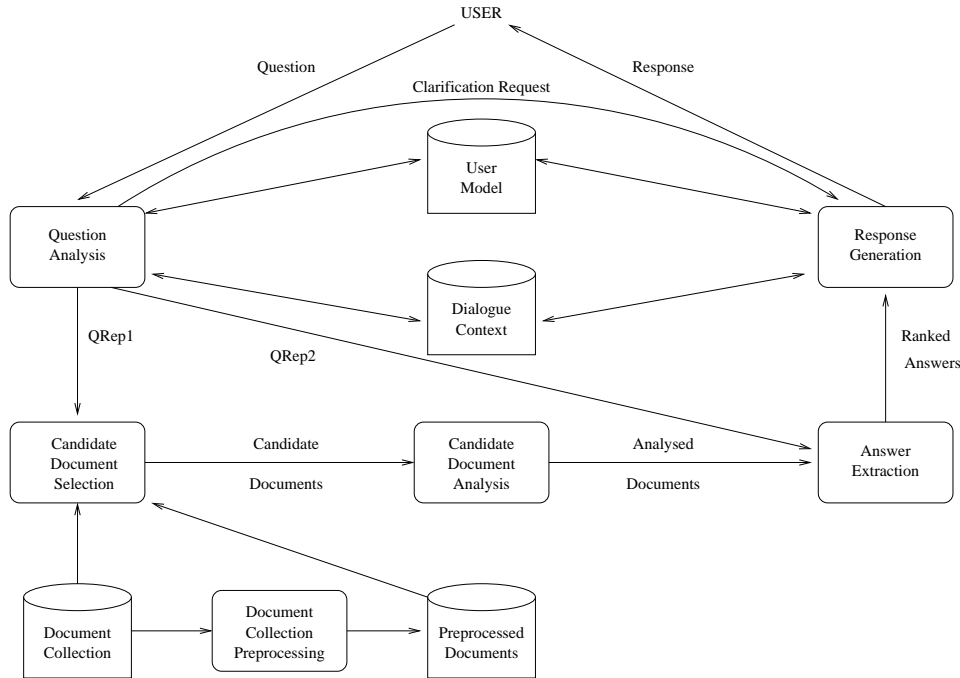 USER
Question
Response
Clarification Request
User
Model
Question
Analysis
Response
Generation
Dialogue
Context
QRep1
QRep2
Ranked
Answers
Candidate
Document
Selection
Candidate
Documents
Candidate
Document
Analysis
Analysed
Documents
Answer
Extraction
Document
Collection
Document
Collection
Preprocessing
Preprocessed
Documents